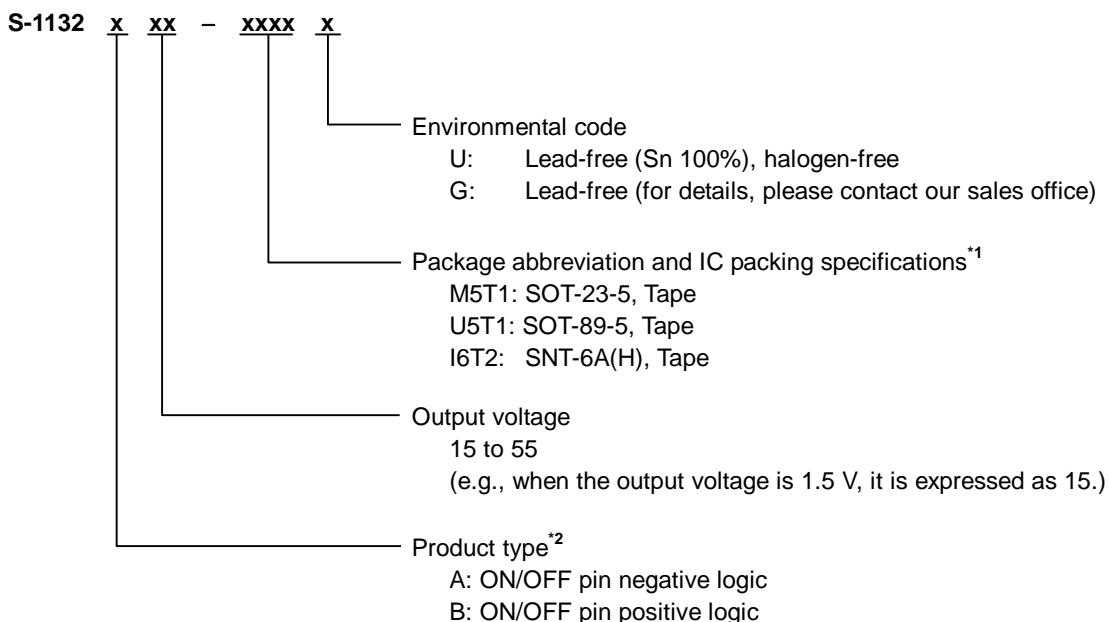 S-1132 x xx – xxxx x
Environmental code
U: Lead-free (Sn 100%), halogen-free
G: Lead-free (for details, please contact our sales office)
Package abbreviation and IC packing specifications*1
M5T1: SOT-23-5, Tape
U5T1: SOT-89-5, Tape
I6T2: SNT-6A(H), Tape
Output voltage
15 to 55
(e.g., when the output voltage is 1.5 V, it is expressed as 15.)
Product type*2
A: ON/OFF pin negative logic
B: ON/OFF pin positive logic